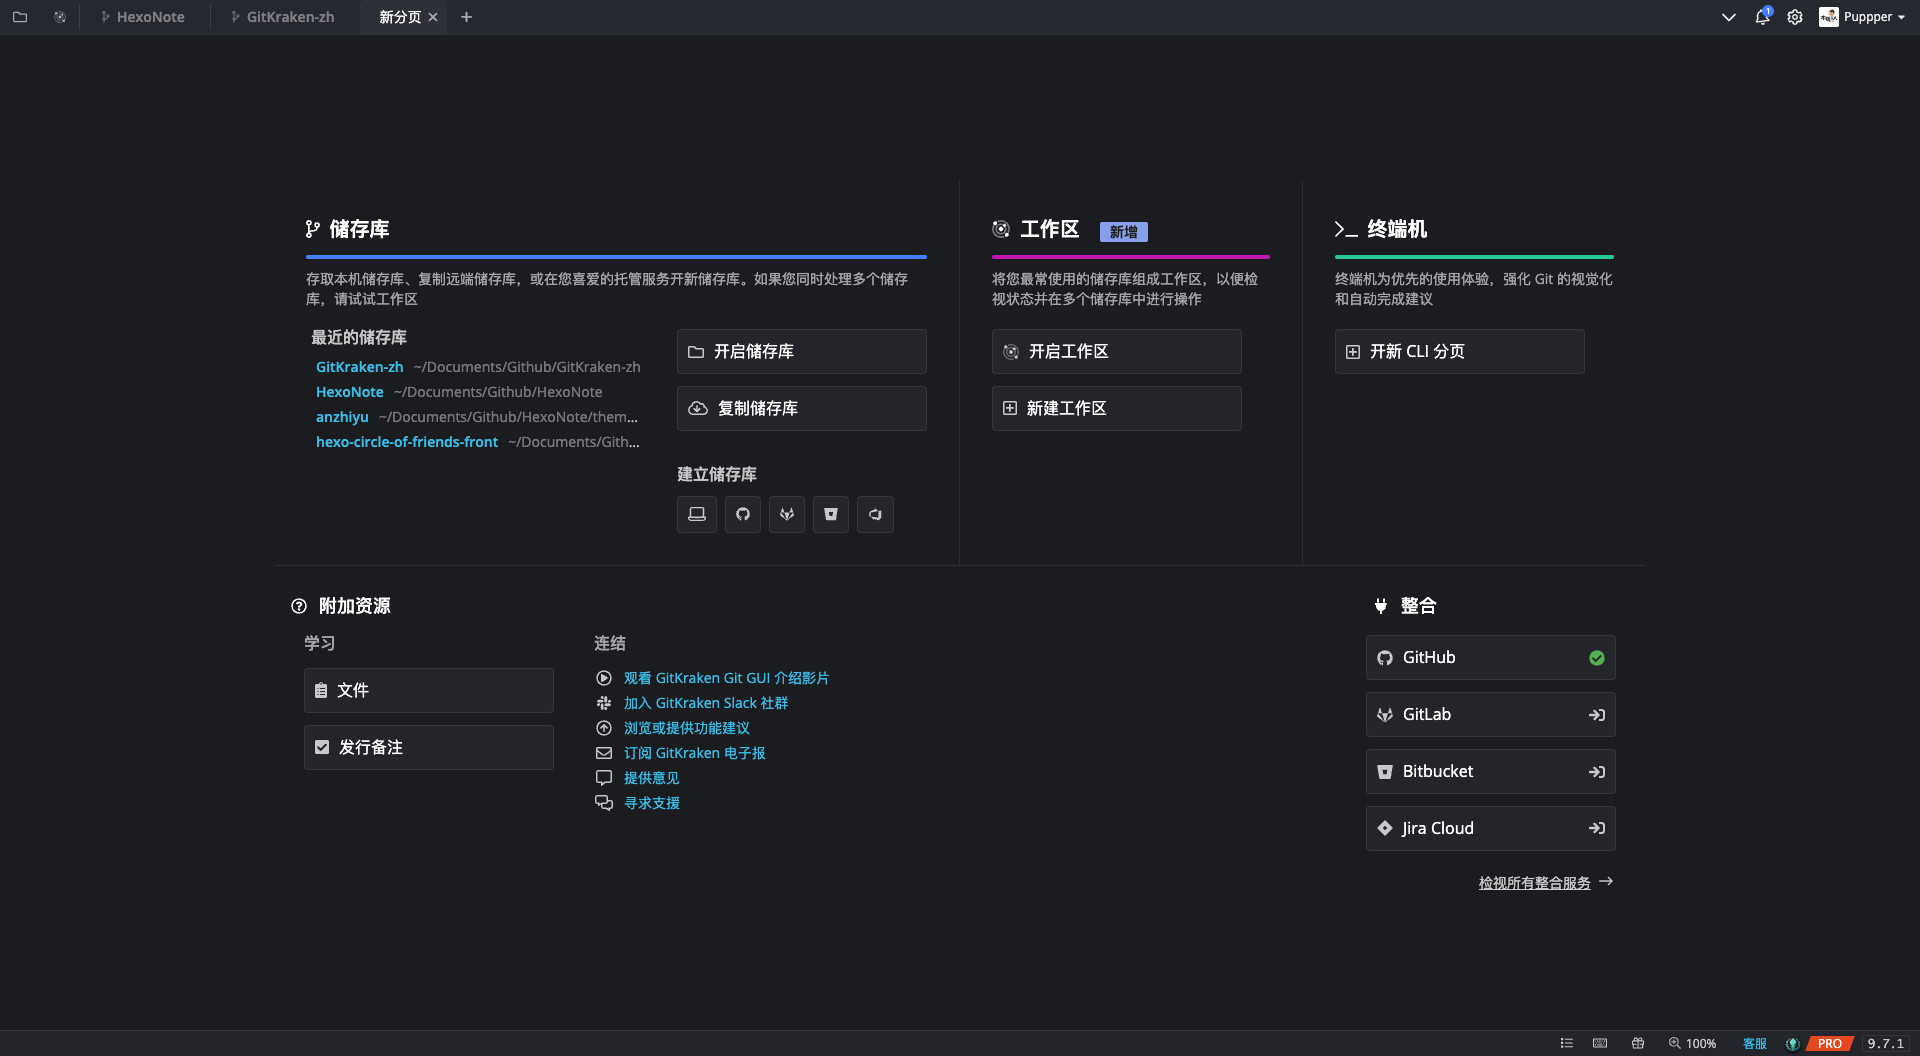 HexoNote
GitKraken-zh
新分页
1
Puppper
储存库
存取本机储存库、复制远端储存库，或在您喜爱的托管服务开新储存库。如果您同时处理多个储存
库，请试试工作区
最近的储存库
GitKraken-zh ~/Documents/Github/GitKraken-zh
HexoNote ~/Documents/Github/HexoNote
anzhiyu ~/Documents/Github/HexoNote/them...
hexo-circle-of-friends-front ~/Documents/Gith...
开启储存库
复制储存库
建立储存库
工作区 新增
将您最常使用的储存库组成工作区，以便检
视状态并在多个储存库中进行操作
开启工作区
新建工作区
终端机
终端机为优先的使用体验，强化 Git 的视觉化
和自动完成建议
开新 CLI 分页
附加资源
学习
文件
发行备注
连结
观看 GitKraken Git GUI 介绍影片
加入 GitKraken Slack 社群
浏览或提供功能建议
订阅 GitKraken 电子报
提供意见
寻求支援
整合
GitHub
GitLab
Bitbucket
Jira Cloud
检视所有整合服务
100%
客服
PRO
9.7.1